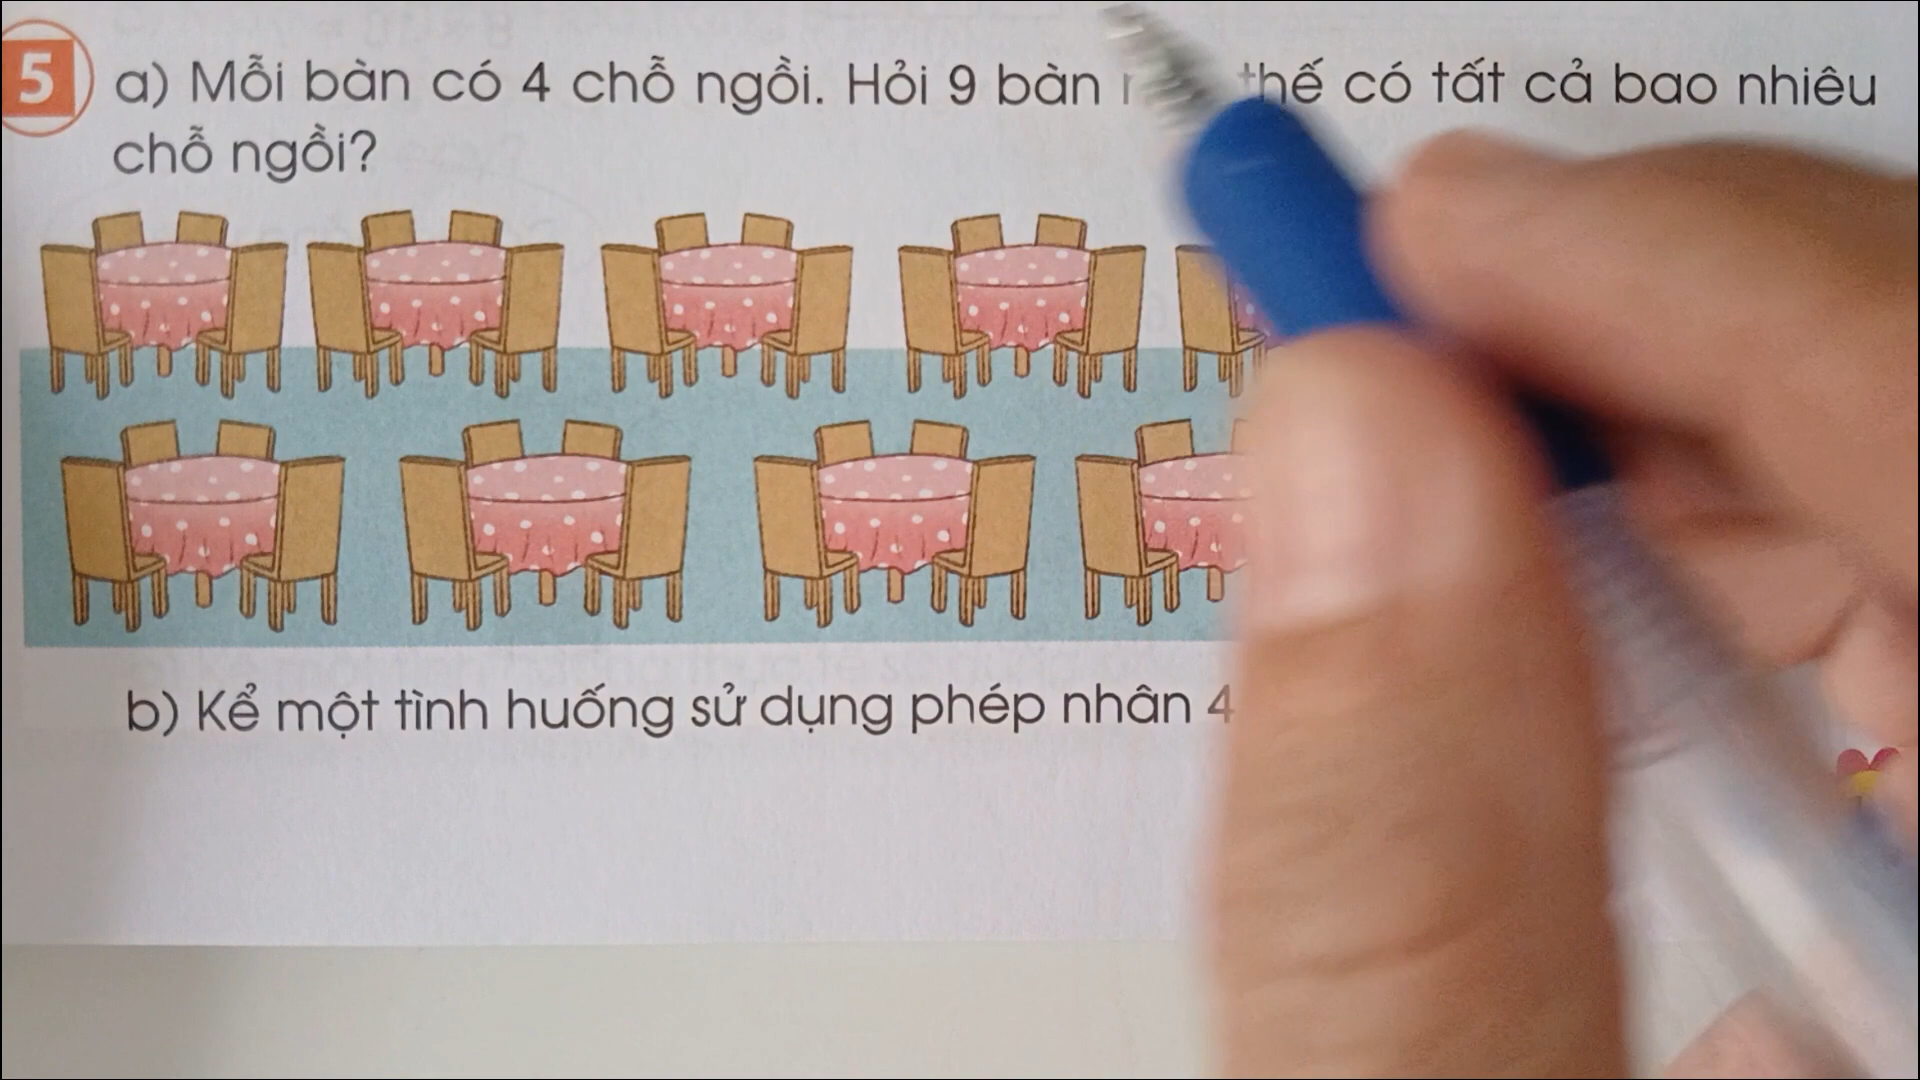 5 a) Mỗi bàn có 4 chỗ ngồi. Hỏi 9 bàn thế có tất cả bao nhiêu
chỗ ngồi?
b) Kể một tình huống sử dụng phép nhân 4